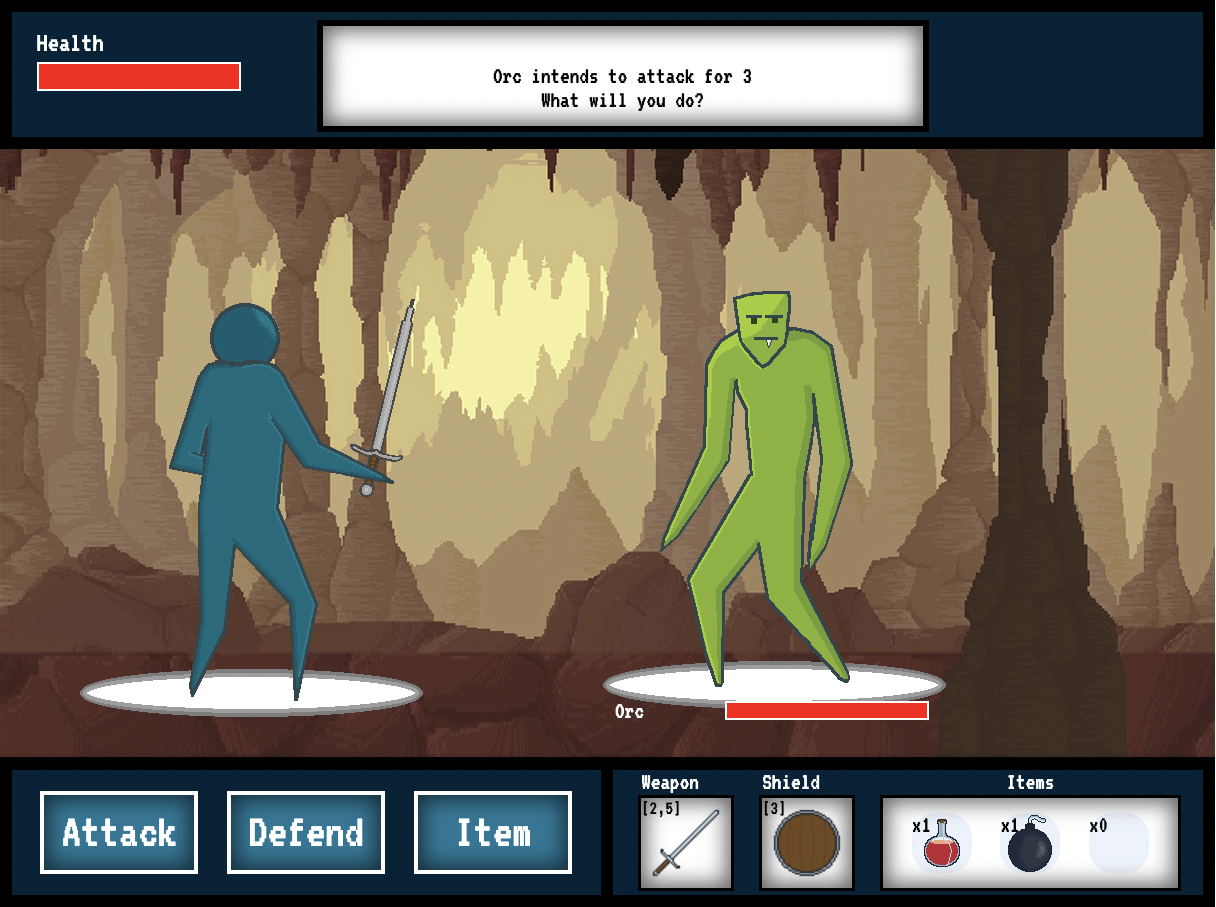 Health
Orc intends to attack for 3
What will you do?
Orc
Attack
Defend
Item
Weapon
[2,5]
Shield
[3]
Items
x1
x1
x0